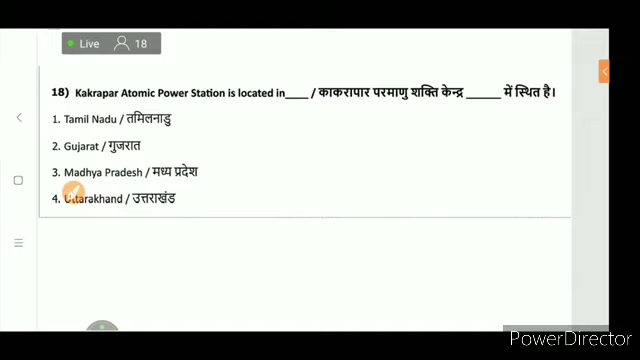 Live 18
18) Kakrapar Atomic Power Station is located in____ / काकरापार परमाणु शक्ति केन्द्र ______ में स्थित है।
1. Tamil Nadu / तमिलनाडु
2. Gujarat / गुजरात
3. Madhya Pradesh / मध्य प्रदेश
4. Uttarakhand / उत्तराखंड
PowerDirector